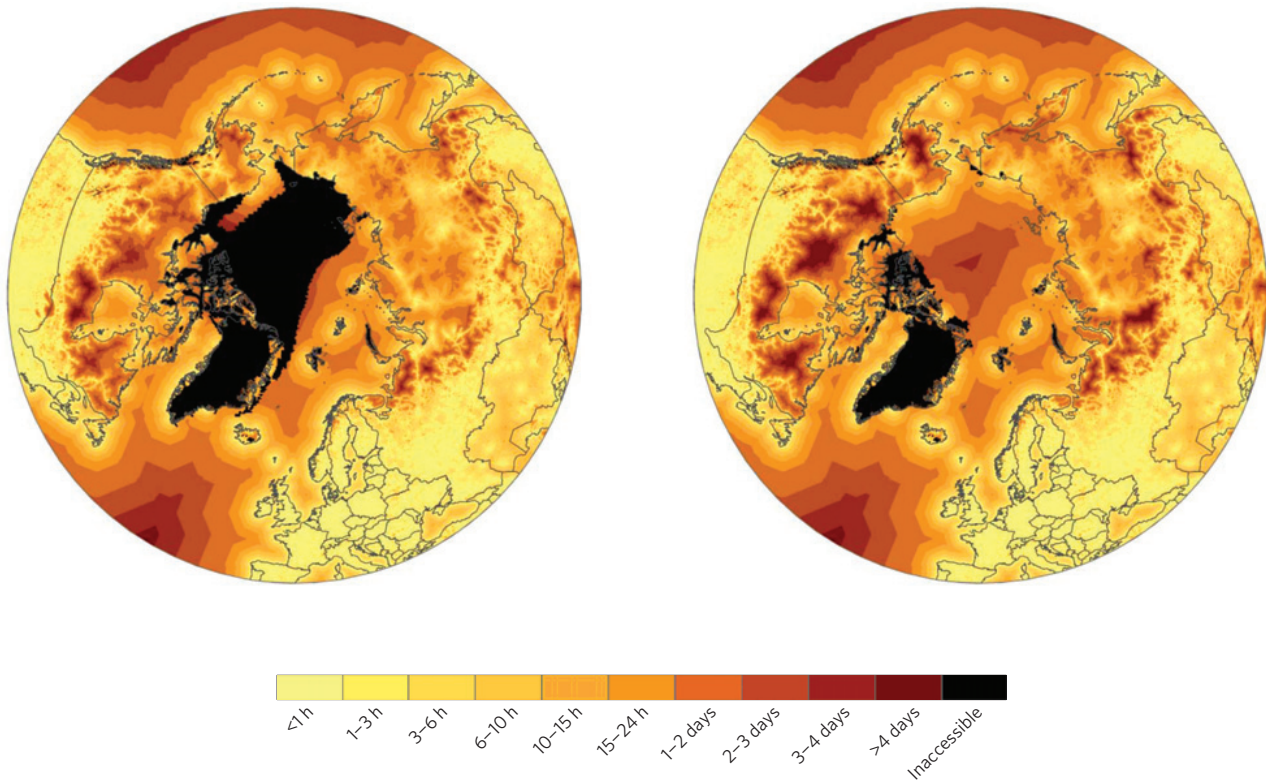 <1 h
1–3 h
3–6 h
6–10 h
10–15 h
15–24 h
1–2 days
2–3 days
3–4 days
>4 days
Inaccessible